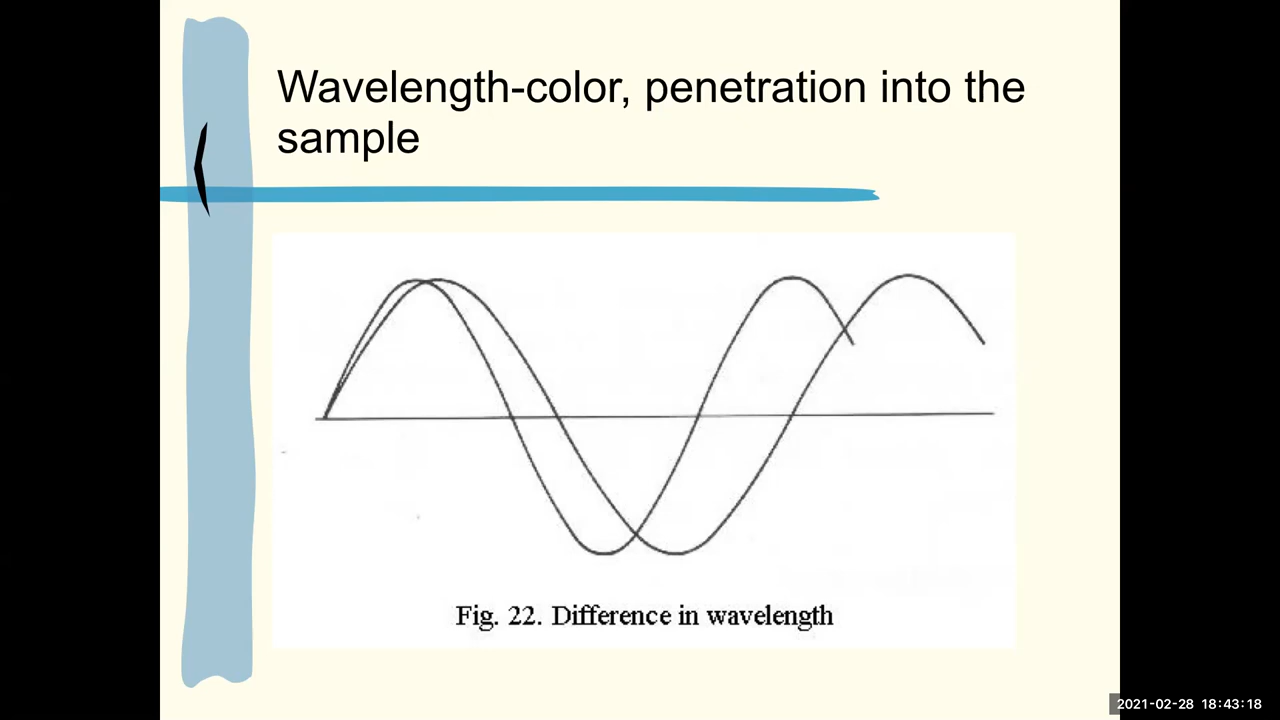 Wavelength-color, penetration into the
sample
Fig. 22. Difference in wavelength
2021-02-28 18:43:18